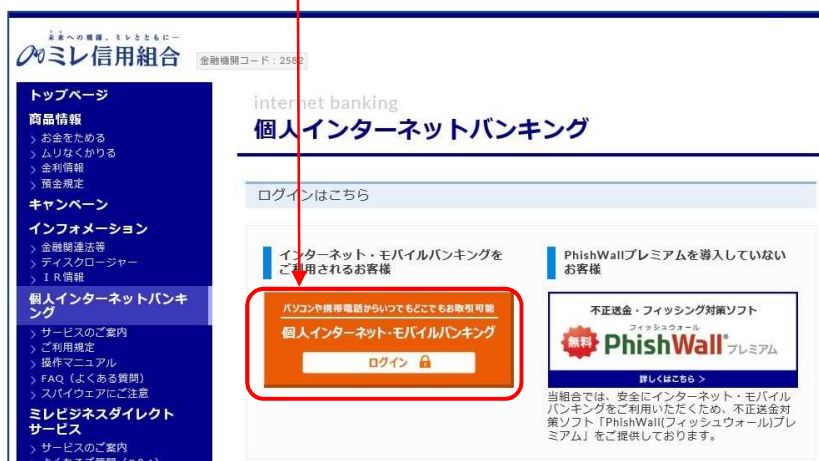 未来への飛躍、ミレとともに―
ミレ信用組合
金融機関コード：2582
トップページ
商品情報
> お金をためる
> ムリなくかりる
> 金利情報
> 預金規定
キャンペーン
インフォメーション
> 金融関連法等
> ディスクロージャー
> ＩＲ情報
個人インターネットバンキ
ング
> サービスのご案内
> ご利用規定
> 操作マニュアル
> FAQ（よくある質問）
> スパイウェアにご注意
ミレビジネスダイレクト
サービス
> サービスのご案内
internet banking
個人インターネットバンキング
ログインはこちら
インターネット・モバイルバンキングを
ご利用されるお客様
パソコンや携帯電話からいつでもどこでもお取引可能
個人インターネット・モバイルバンキング
ログイン
PhishWallプレミアムを導入していない
お客様
不正送金・フィッシング対策ソフト
フィッシュウォール
無料 PhishWall プレミアム
詳しくはこちら >
当組合では、安全にインターネット・モバイル
バンキングをご利用いただくため、不正送金対
策ソフト「PhishWall(フィッシュウォール)プレ
ミアム」をご提供しております。